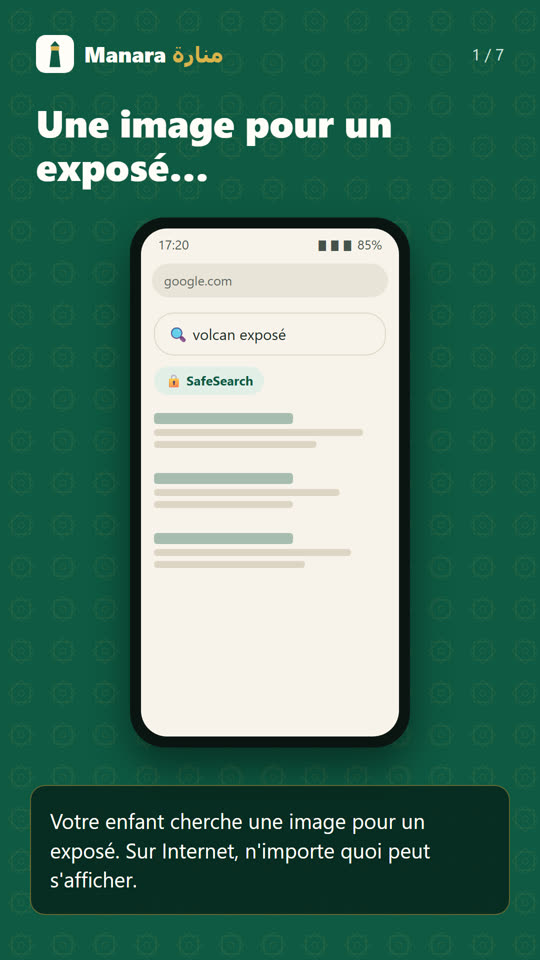 Manara منارة
1 / 7
Une image pour un
exposé...
17:20
85%
google.com
volcan exposé
SafeSearch
Votre enfant cherche une image pour un
exposé. Sur Internet, n'importe quoi peut
s'afficher.